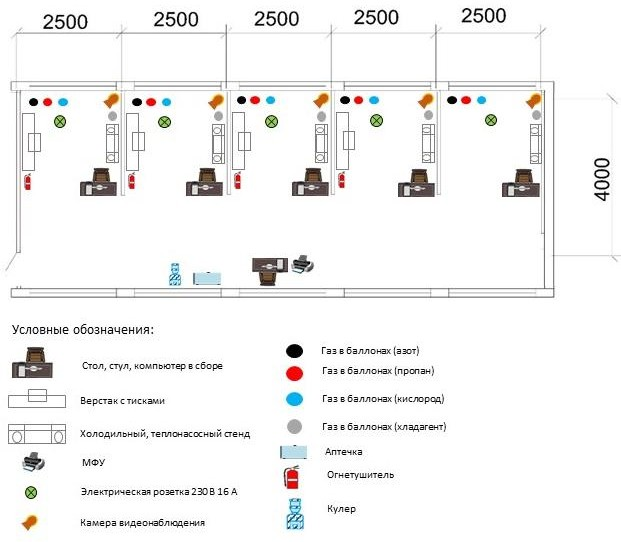 2500 2500 2500 2500 2500
4000
Условные обозначения:
Стол, стул, компьютер в сборе
Верстак с тисками
Холодильный, теплонасосный стенд
МФУ
Электрическая розетка 230В 16 А
Камера видеонаблюдения
Газ в баллонах (азот)
Газ в баллонах (пропан)
Газ в баллонах (кислород)
Газ в баллонах (хладагент)
Аптечка
Огнетушитель
Кулер